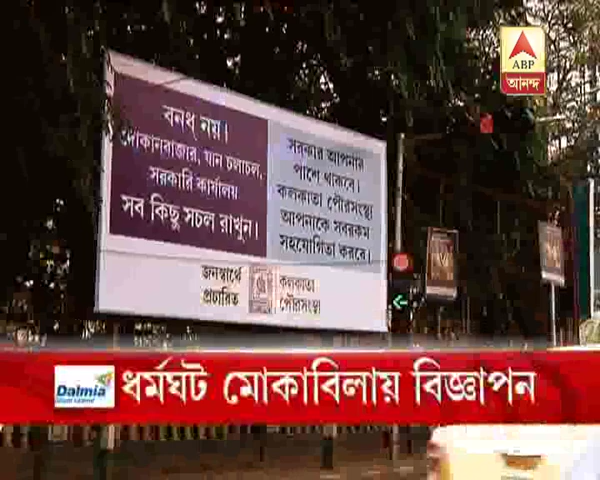 abp
ABP
আনন্দ
বনধ্ নয়।
দোকানবাজার, যান চলাচল,
সরকারি কার্যালয়
সব কিছু সচল রাখুন।
সরকার আপনার
পাশে থাকবে।
কলকাতা পৌরসংস্থা
আপনাকে সবরকম
সহযোগিতা করবে।
জনস্বার্থে
প্রচারিত
কলকাতা
পৌরসংস্থা
Dalmia
ধর্মঘট মোকাবিলায় বিজ্ঞাপন